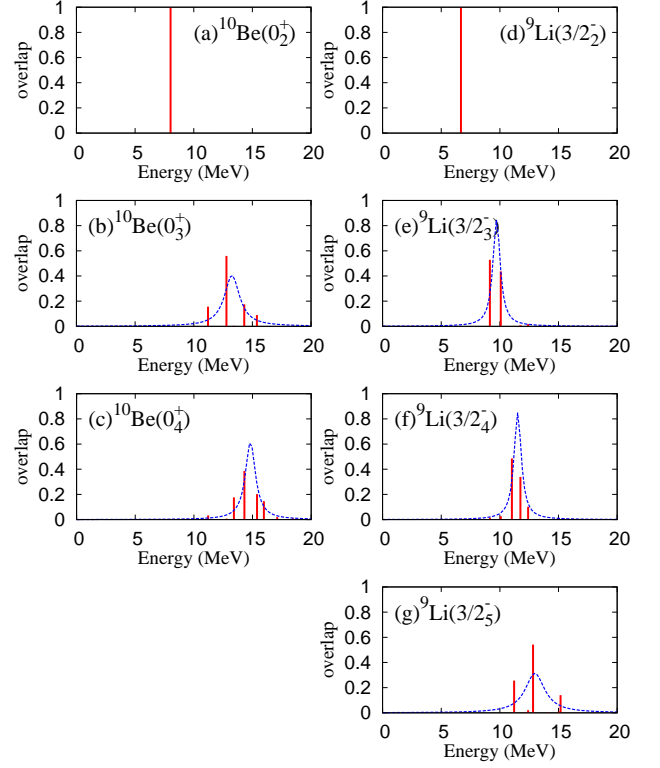 1
0.8
0.6
0.4
0.2
0
overlap
(a)¹⁰Be(0₂⁺)
0 5 10 15 20
Energy (MeV)
1
0.8
0.6
0.4
0.2
0
overlap
(d)⁹Li(3/2₂⁻)
0 5 10 15 20
Energy (MeV)
1
0.8
0.6
0.4
0.2
0
overlap
(b)¹⁰Be(0₃⁺)
0 5 10 15 20
Energy (MeV)
1
0.8
0.6
0.4
0.2
0
overlap
(e)⁹Li(3/2₃⁻)
0 5 10 15 20
Energy (MeV)
1
0.8
0.6
0.4
0.2
0
overlap
(c)¹⁰Be(0₄⁺)
0 5 10 15 20
Energy (MeV)
1
0.8
0.6
0.4
0.2
0
overlap
(f)⁹Li(3/2₄⁻)
0 5 10 15 20
Energy (MeV)
1
0.8
0.6
0.4
0.2
0
overlap
(g)⁹Li(3/2₅⁻)
0 5 10 15 20
Energy (MeV)